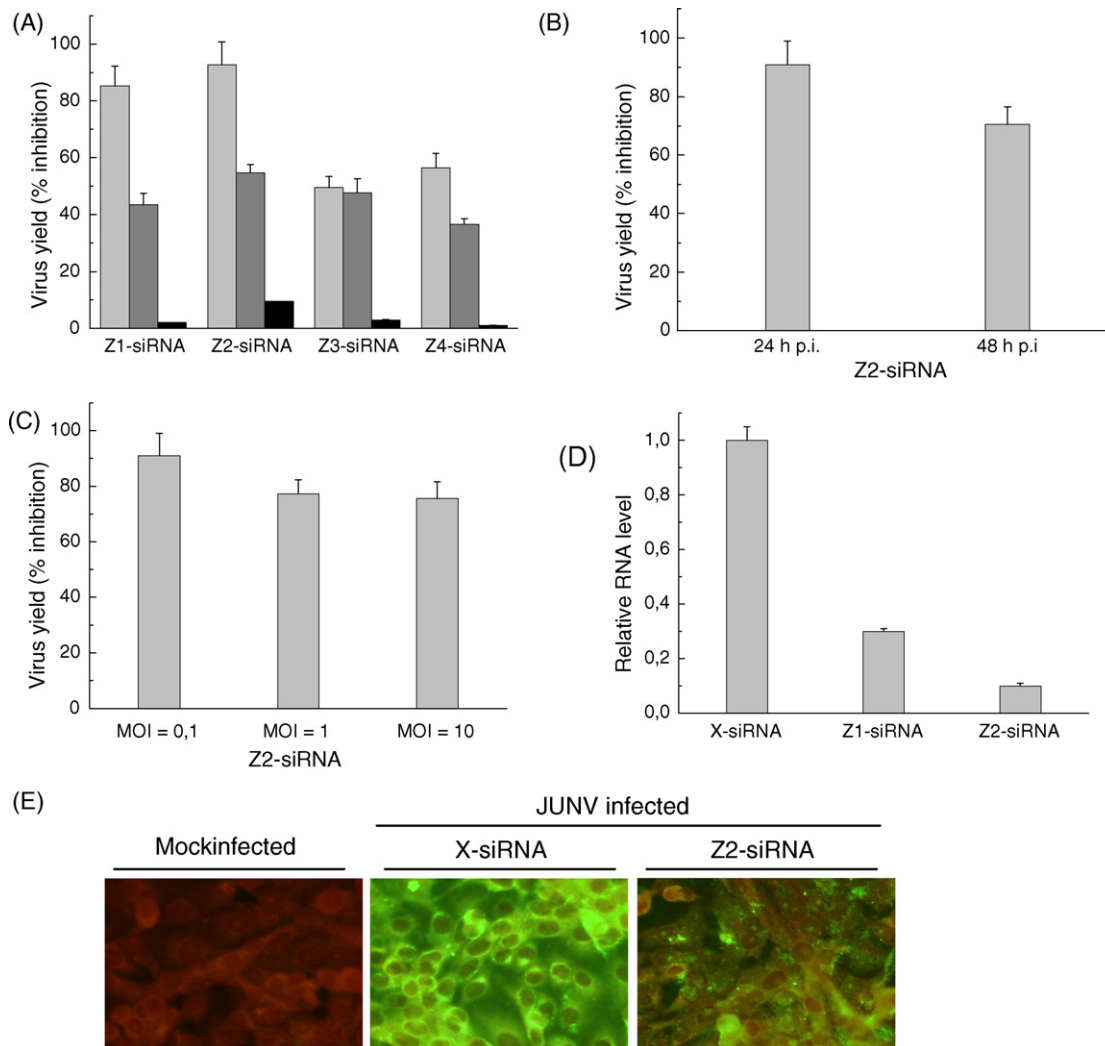 (A)
Virus yield (% inhibition)
100
80
60
40
20
0
Z1-siRNA Z2-siRNA Z3-siRNA Z4-siRNA
(B)
Virus yield (% inhibition)
100
80
60
40
20
0
24 h p.i. 48 h p.i
Z2-siRNA
(C)
Virus yield (% inhibition)
100
80
60
40
20
0
MOI = 0,1 MOI = 1 MOI = 10
Z2-siRNA
(D)
Relative RNA level
1,0
0,8
0,6
0,4
0,2
0,0
X-siRNA Z1-siRNA Z2-siRNA
(E)
JUNV infected
Mockinfected X-siRNA Z2-siRNA